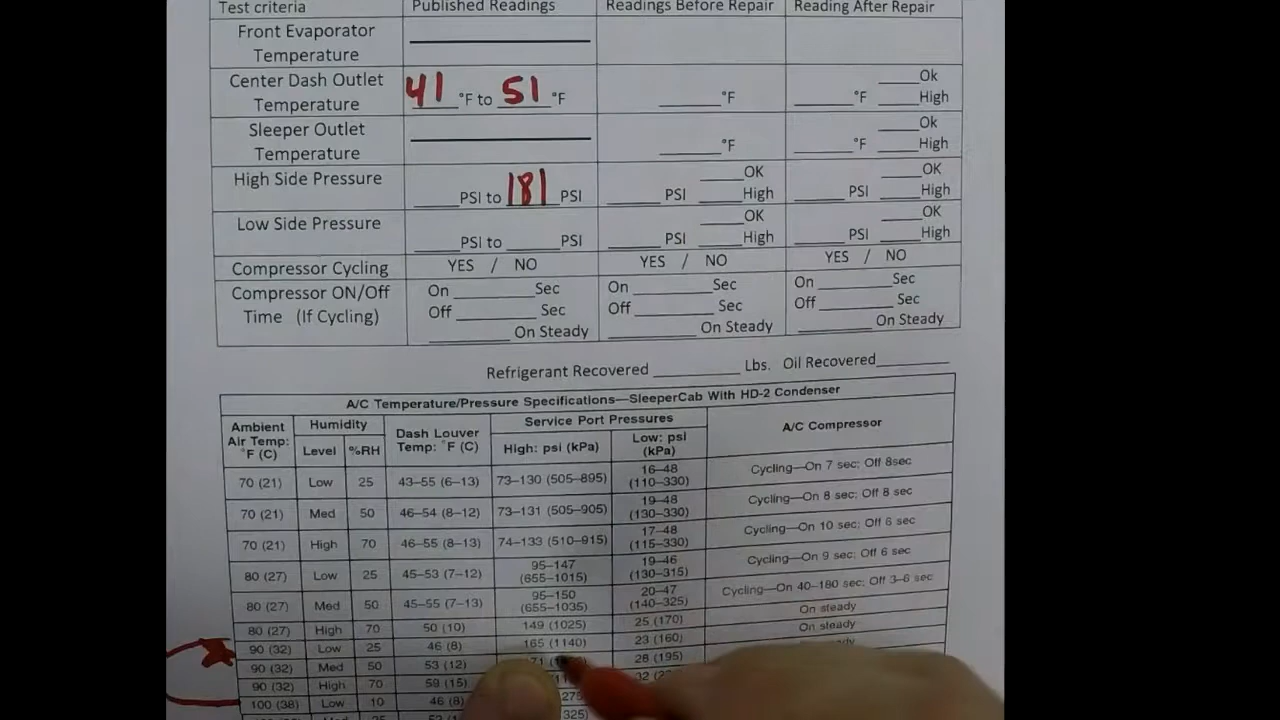 Test criteria Published Readings Readings Before Repair Reading After Repair
Front Evaporator
Temperature
Center Dash Outlet
Temperature
41 °F to 51 °F
°F
°F
Ok
High
Sleeper Outlet
Temperature
°F
°F
Ok
High
High Side Pressure
PSI to 181 PSI
PSI
OK
High
PSI
OK
High
Low Side Pressure
PSI to PSI
PSI
OK
High
PSI
OK
High
Compressor Cycling YES / NO YES / NO YES / NO
Compressor ON/Off
Time (If Cycling)
On Sec
Off Sec
On Steady
On Sec
Off Sec
On Steady
On Sec
Off Sec
On Steady
Refrigerant Recovered Lbs. Oil Recovered
A/C Temperature/Pressure Specifications—SleeperCab With HD-2 Condenser
Ambient
Air Temp:
°F (C)
Humidity
Level %RH
Dash Louver
Temp: °F (C)
Service Port Pressures
High: psi (kPa)
Low: psi
(kPa)
A/C Compressor
70 (21) Low 25 43–55 (6–13) 73–130 (505–895) 16–48 (110–330) Cycling—On 7 sec; Off 8sec
70 (21) Med 50 46–54 (8–12) 73–131 (505–905) 19–48 (130–330) Cycling—On 8 sec; Off 8 sec
70 (21) High 70 46–55 (8–13) 74–133 (510–915) 17–48 (115–330) Cycling—On 10 sec; Off 6 sec
80 (27) Low 25 45–53 (7–12) 95–147 (655–1015) 19–46 (130–315) Cycling—On 9 sec; Off 6 sec
80 (27) Med 50 45–55 (7–13) 95–150 (655–1035) 20–47 (140–325) Cycling—On 40–180 sec; Off 3–6 sec
80 (27) High 70 50 (10) 149 (1025) 25 (170) On steady
90 (32) Low 25 46 (8) 165 (1140) 23 (160) On steady
90 (32) Med 50 53 (12) 28 (195)
90 (32) High 70 59 (15)
100 (38) Low 10 46 (8)